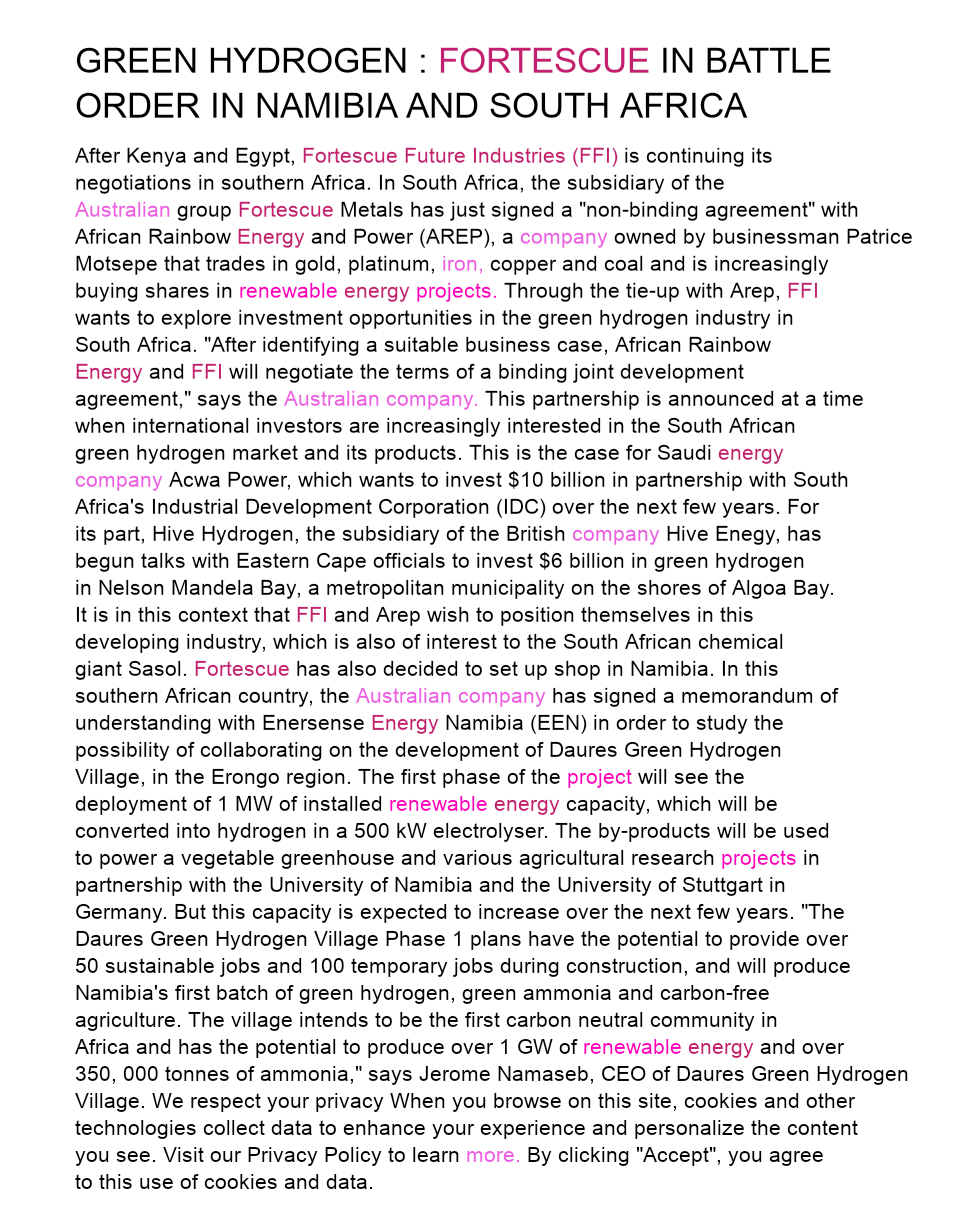 GREEN HYDROGEN : FORTESCUE IN BATTLE
ORDER IN NAMIBIA AND SOUTH AFRICA
After Kenya and Egypt, Fortescue Future Industries (FFI) is continuing its
negotiations in southern Africa. In South Africa, the subsidiary of the
Australian group Fortescue Metals has just signed a "non-binding agreement" with
African Rainbow Energy and Power (AREP), a company owned by businessman Patrice
Motsepe that trades in gold, platinum, iron, copper and coal and is increasingly
buying shares in renewable energy projects. Through the tie-up with Arep, FFI
wants to explore investment opportunities in the green hydrogen industry in
South Africa. "After identifying a suitable business case, African Rainbow
Energy and FFI will negotiate the terms of a binding joint development
agreement," says the Australian company. This partnership is announced at a time
when international investors are increasingly interested in the South African
green hydrogen market and its products. This is the case for Saudi energy
company Acwa Power, which wants to invest $10 billion in partnership with South
Africa's Industrial Development Corporation (IDC) over the next few years. For
its part, Hive Hydrogen, the subsidiary of the British company Hive Enegy, has
begun talks with Eastern Cape officials to invest $6 billion in green hydrogen
in Nelson Mandela Bay, a metropolitan municipality on the shores of Algoa Bay.
It is in this context that FFI and Arep wish to position themselves in this
developing industry, which is also of interest to the South African chemical
giant Sasol. Fortescue has also decided to set up shop in Namibia. In this
southern African country, the Australian company has signed a memorandum of
understanding with Enersense Energy Namibia (EEN) in order to study the
possibility of collaborating on the development of Daures Green Hydrogen
Village, in the Erongo region. The first phase of the project will see the
deployment of 1 MW of installed renewable energy capacity, which will be
converted into hydrogen in a 500 kW electrolyser. The by-products will be used
to power a vegetable greenhouse and various agricultural research projects in
partnership with the University of Namibia and the University of Stuttgart in
Germany. But this capacity is expected to increase over the next few years. "The
Daures Green Hydrogen Village Phase 1 plans have the potential to provide over
50 sustainable jobs and 100 temporary jobs during construction, and will produce
Namibia's first batch of green hydrogen, green ammonia and carbon-free
agriculture. The village intends to be the first carbon neutral community in
Africa and has the potential to produce over 1 GW of renewable energy and over
350, 000 tonnes of ammonia," says Jerome Namaseb, CEO of Daures Green Hydrogen
Village. We respect your privacy When you browse on this site, cookies and other
technologies collect data to enhance your experience and personalize the content
you see. Visit our Privacy Policy to learn more. By clicking "Accept", you agree
to this use of cookies and data.